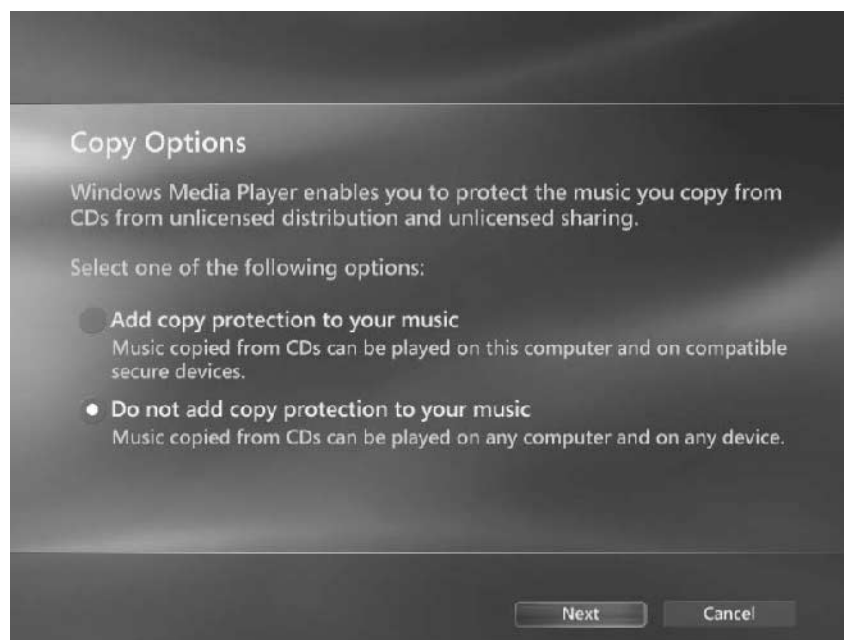 Copy Options
Windows Media Player enables you to protect the music you copy from
CDs from unlicensed distribution and unlicensed sharing.
Select one of the following options:
Add copy protection to your music
Music copied from CDs can be played on this computer and on compatible
secure devices.
Do not add copy protection to your music
Music copied from CDs can be played on any computer and on any device.
Next Cancel